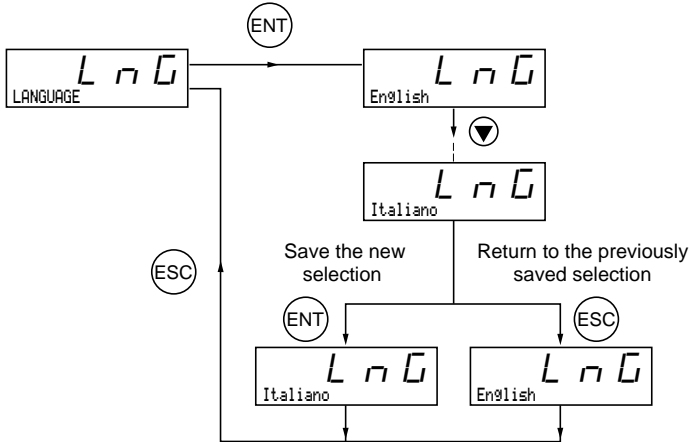 ENT
LnG
LANGUAGE
LnG
English
▼
LnG
Italiano
Save the new
selection
Return to the previously
saved selection
ESC
ENT
ESC
LnG
Italiano
LnG
English